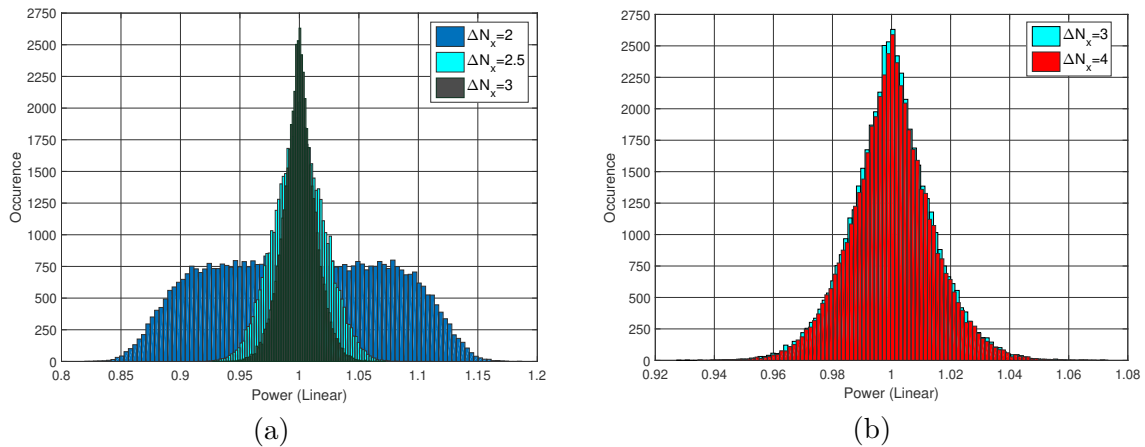 2750
2500
2250
2000
1750
1500
1250
1000
750
500
250
0
Occurence
0.8 0.85 0.9 0.95 1 1.05 1.1 1.15 1.2
Power (Linear)
ΔNx=2
ΔNx=2.5
ΔNx=3
(a)
2750
2500
2250
2000
1750
1500
1250
1000
750
500
250
0
Occurence
0.92 0.94 0.96 0.98 1 1.02 1.04 1.06 1.08
Power (Linear)
ΔNx=3
ΔNx=4
(b)